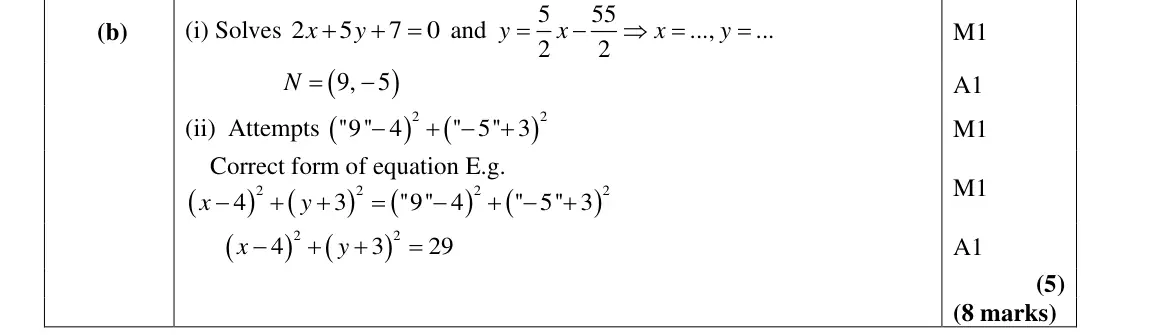 (b) (i) Solves 2x + 5y + 7 = 0 and y = 5/2 x − 55/2 ⇒ x = ..., y = ... M1
N = (9, −5) A1
(ii) Attempts ("9"− 4)² + ("− 5"+ 3)² M1
Correct form of equation E.g.
(x − 4)² + (y + 3)² = ("9"− 4)² + ("− 5"+ 3)² M1
(x − 4)² + (y + 3)² = 29 A1
(5)
(8 marks)